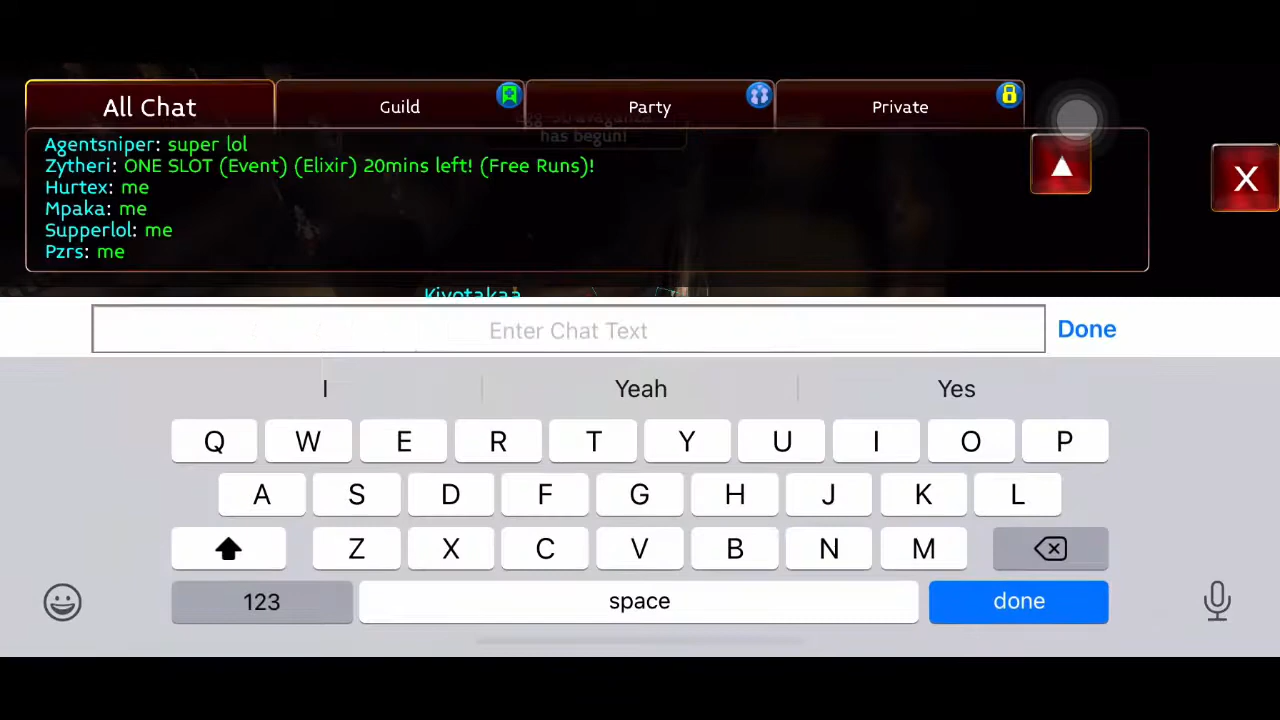 All Chat
Guild
Party
Private
has begun!
Agentsniper: super lol
Zytheri: ONE SLOT (Event) (Elixir) 20mins left! (Free Runs)!
Hurtex: me
Mpaka: me
Supperlol: me
Pzrs: me
X
Kiyotakaa
Enter Chat Text
Done
I
Yeah
Yes
Q W E R T Y U I O P
A S D F G H J K L
Z X C V B N M
123
space
done